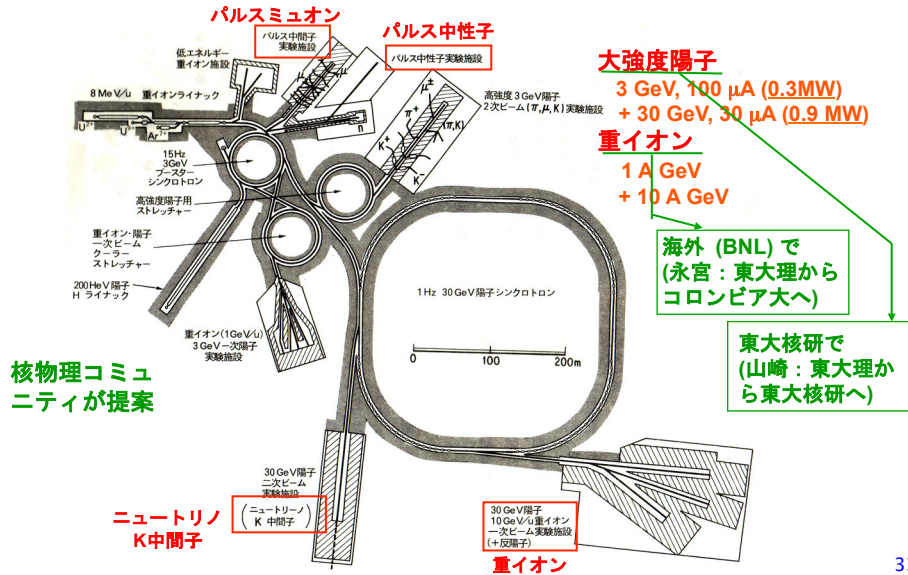 パルスミュオン
パルス中間子
実験施設
パルス中性子
パルス中性子実験施設
低エネルギー
重イオン施設
8 MeV/u 重イオンライナック
μ
μ
n
μ±
π+
(π,K)
K+
K-
高強度 3 GeV陽子
2次ビーム(π,μ,K)実験施設
大強度陽子
3 GeV, 100 μA (0.3MW)
+ 30 GeV, 30 μA (0.9 MW)
重イオン
1 A GeV
+ 10 A GeV
海外 (BNL) で
(永宮：東大理から
コロンビア大へ)
東大核研で
(山崎：東大理か
ら東大核研へ)
15Hz
3GeV
ブースター
シンクロトロン
高強度陽子用
ストレッチャー
重イオン・陽子
一次ビーム
クーラー
ストレッチャー
200HeV 陽子
H ライナック
重イオン(1GeV/u)
3GeV一次陽子
実験施設
1Hz 30GeV陽子シンクロトロン
0 100 200m
核物理コミュ
ニティが提案
30GeV陽子
二次ビーム
実験施設
(ニュートリノ
K 中間子)
ニュートリノ
K中間子
30GeV陽子
10GeV/u重イオン
一次ビーム実験施設
(＋反陽子)
重イオン